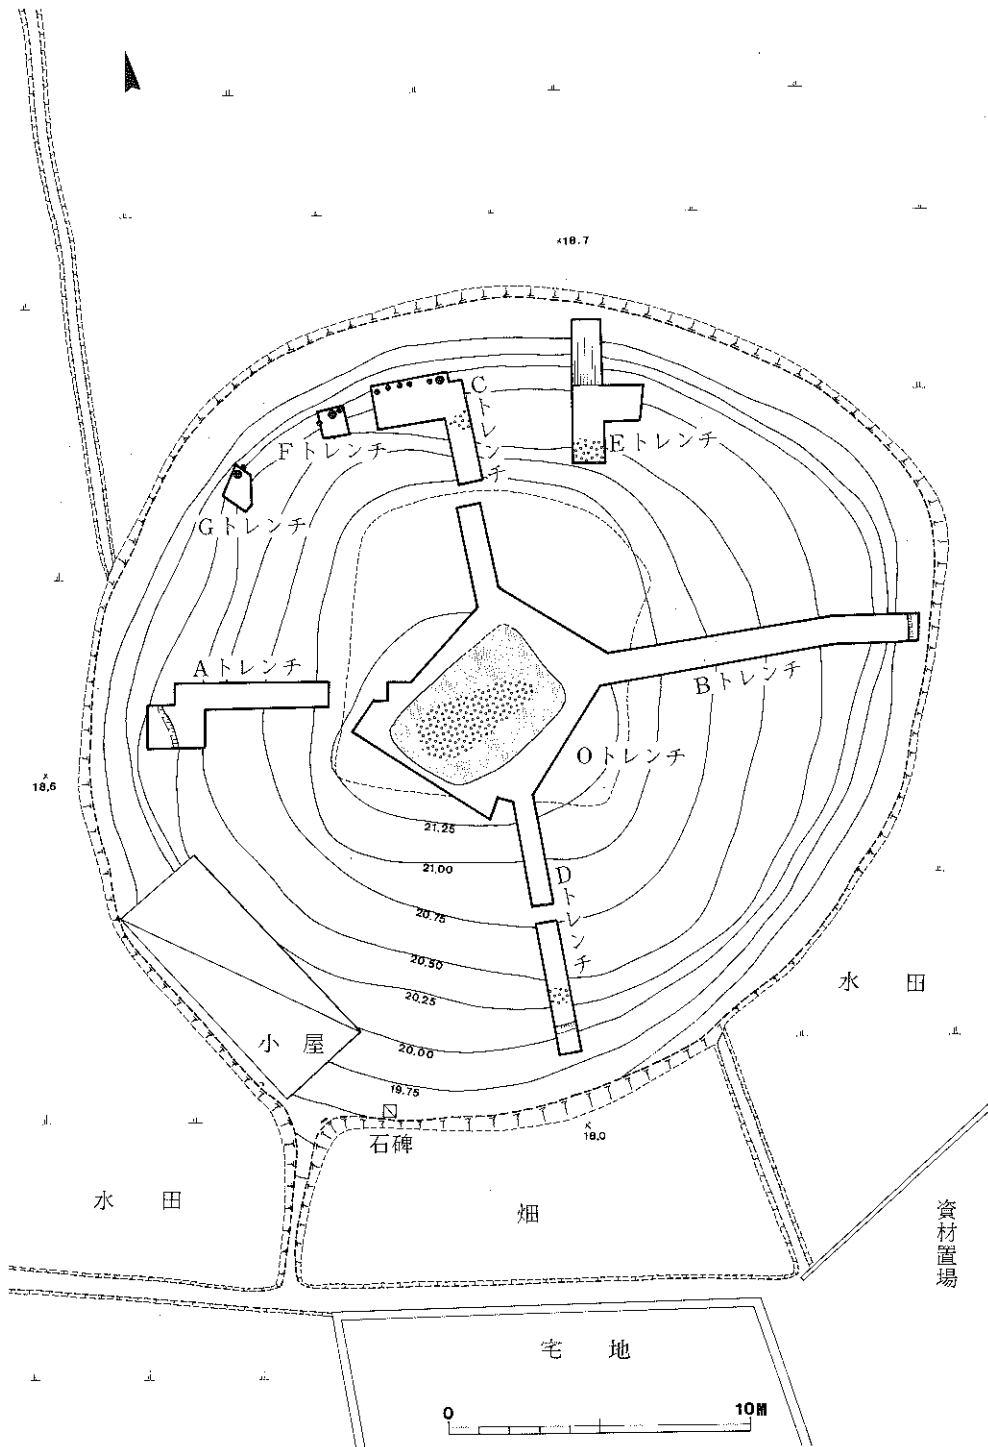 ×18.7
Cトレンチ
Eトレンチ
Fトレンチ
Gトレンチ
Aトレンチ
Bトレンチ
Oトレンチ
×
18.6
21.25
21.00
Dトレンチ
20.75
20.50
20.25
20.00
19.75
小屋
水田
石碑
×
18.0
水田
畑
資材置場
宅地
0
10M